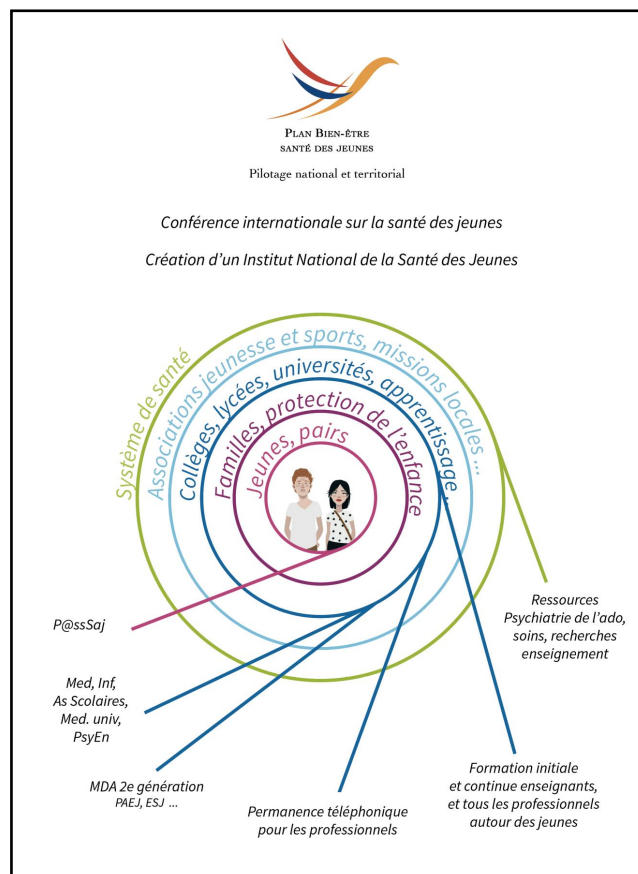 PLAN BIEN-ÊTRE
SANTÉ DES JEUNES
Pilotage national et territorial
Conférence internationale sur la santé des jeunes
Création d'un Institut National de la Santé des Jeunes
Système de santé
Associations jeunesse et sports, missions locales ...
Collèges, lycées, universités, apprentissage...
Familles, protection de l'enfance
Jeunes, pairs
P@ssSaj
Med, Inf,
As Scolaires,
Med. univ,
PsyEn
MDA 2e génération
PAEJ, ESJ ...
Permanence téléphonique
pour les professionnels
Formation initiale
et continue enseignants,
et tous les professionnels
autour des jeunes
Ressources
Psychiatrie de l'ado,
soins, recherches
enseignement